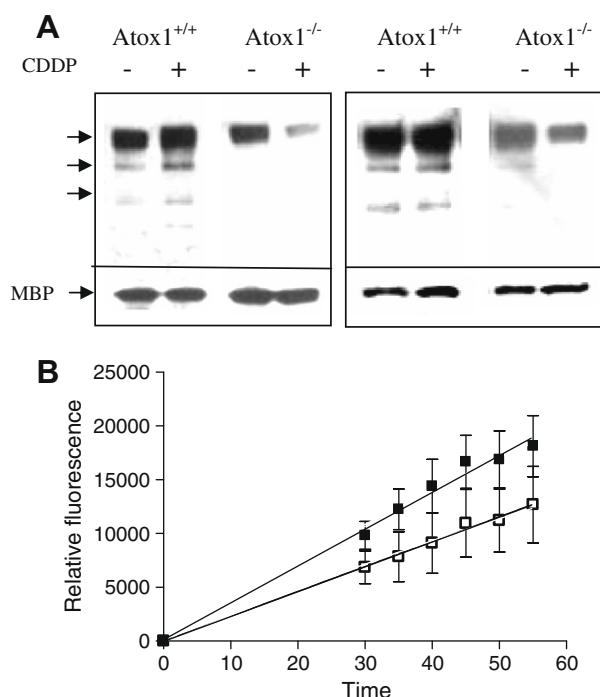 A
Atox1+/+ Atox1-/- Atox1+/+ Atox1-/-
CDDP - + - + - + - +
MBP
B
25000
20000
15000
10000
5000
0
Relative fluorescence
0 10 20 30 40 50 60
Time